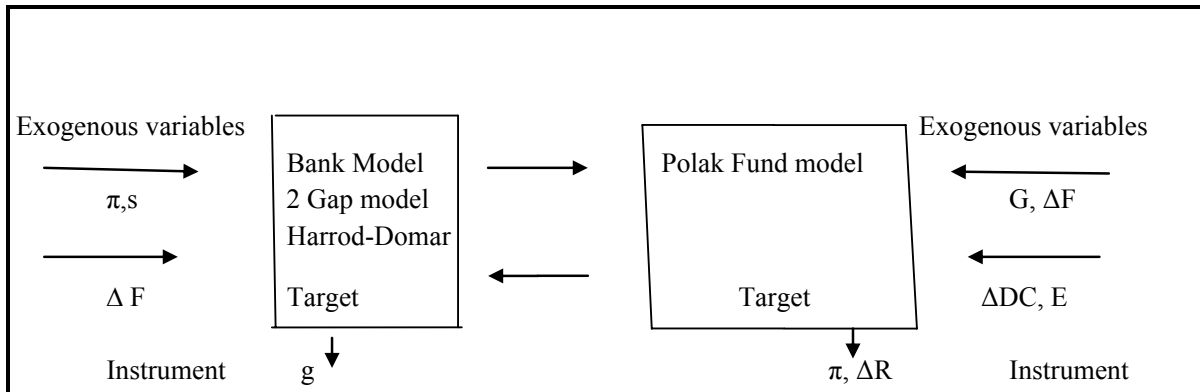 Exogenous variables
π,s
Δ F
Instrument
Bank Model
2 Gap model
Harrod-Domar
Target
g
Polak Fund model
Target
π, ΔR
Exogenous variables
G, ΔF
ΔDC, E
Instrument